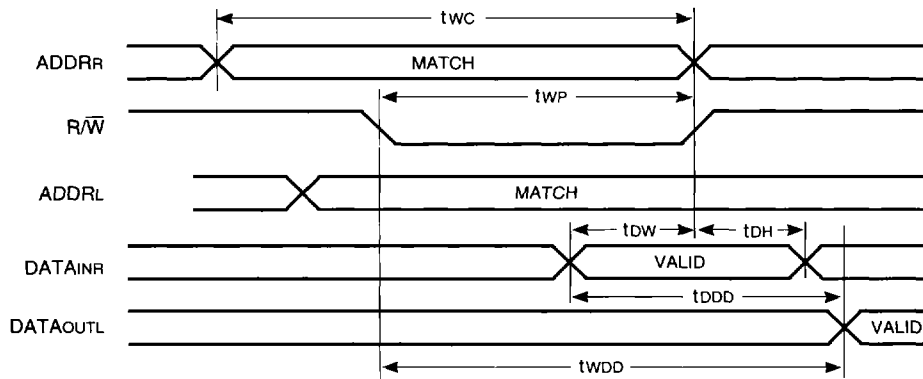 tWC
ADDRR
MATCH
tWP
R/W̅
ADDRL
MATCH
tDW
tDH
DATAINR
VALID
tDDD
DATAOUTL
VALID
tWDD